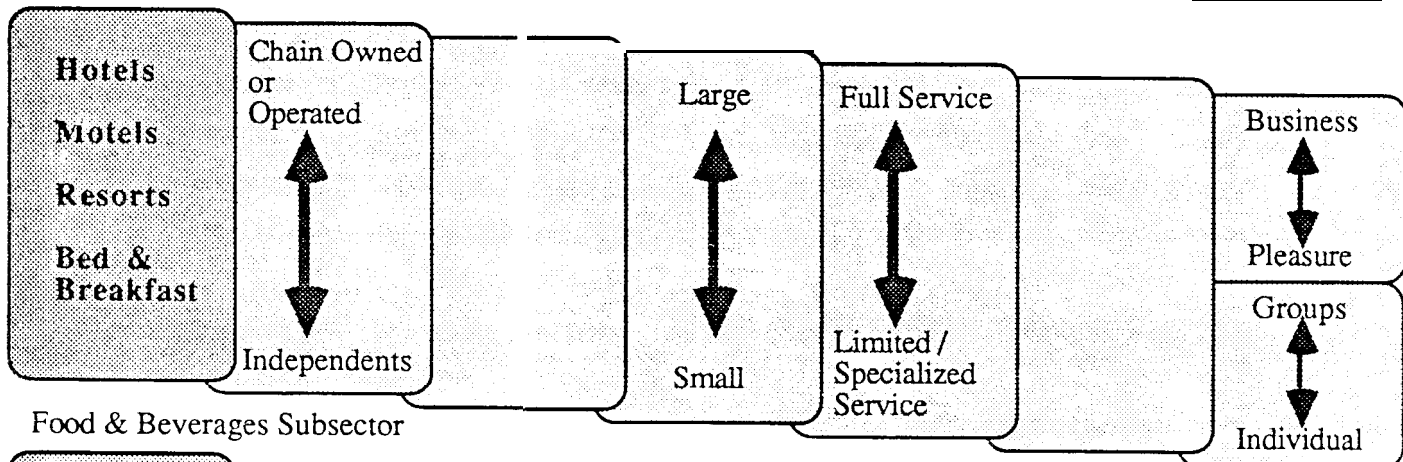 Hotels
Motels
Resorts
Bed &
Breakfast
Chain Owned
or
Operated
Independents
Large
Small
Full Service
Limited /
Specialized
Service
Business
Pleasure
Groups
Individual
Food & Beverages Subsector